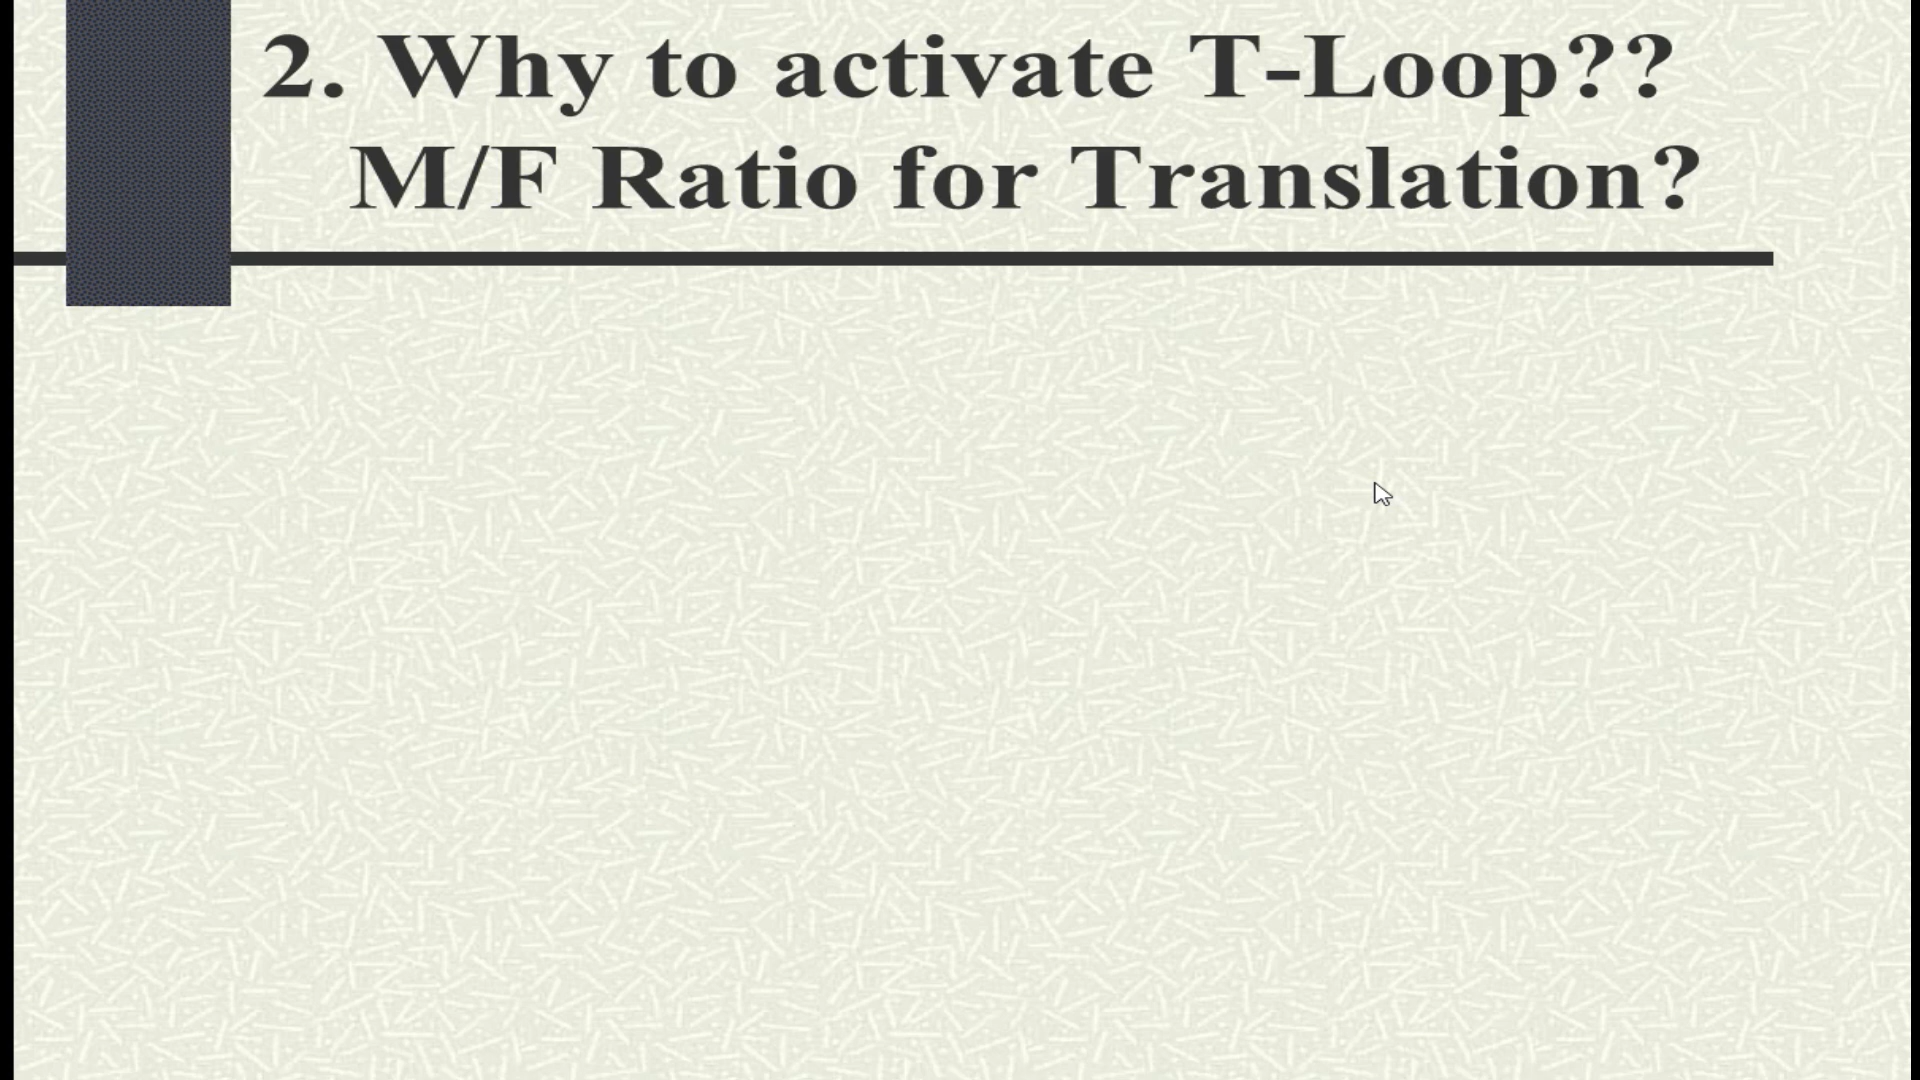 2. Why to activate T-Loop??
M/F Ratio for Translation?